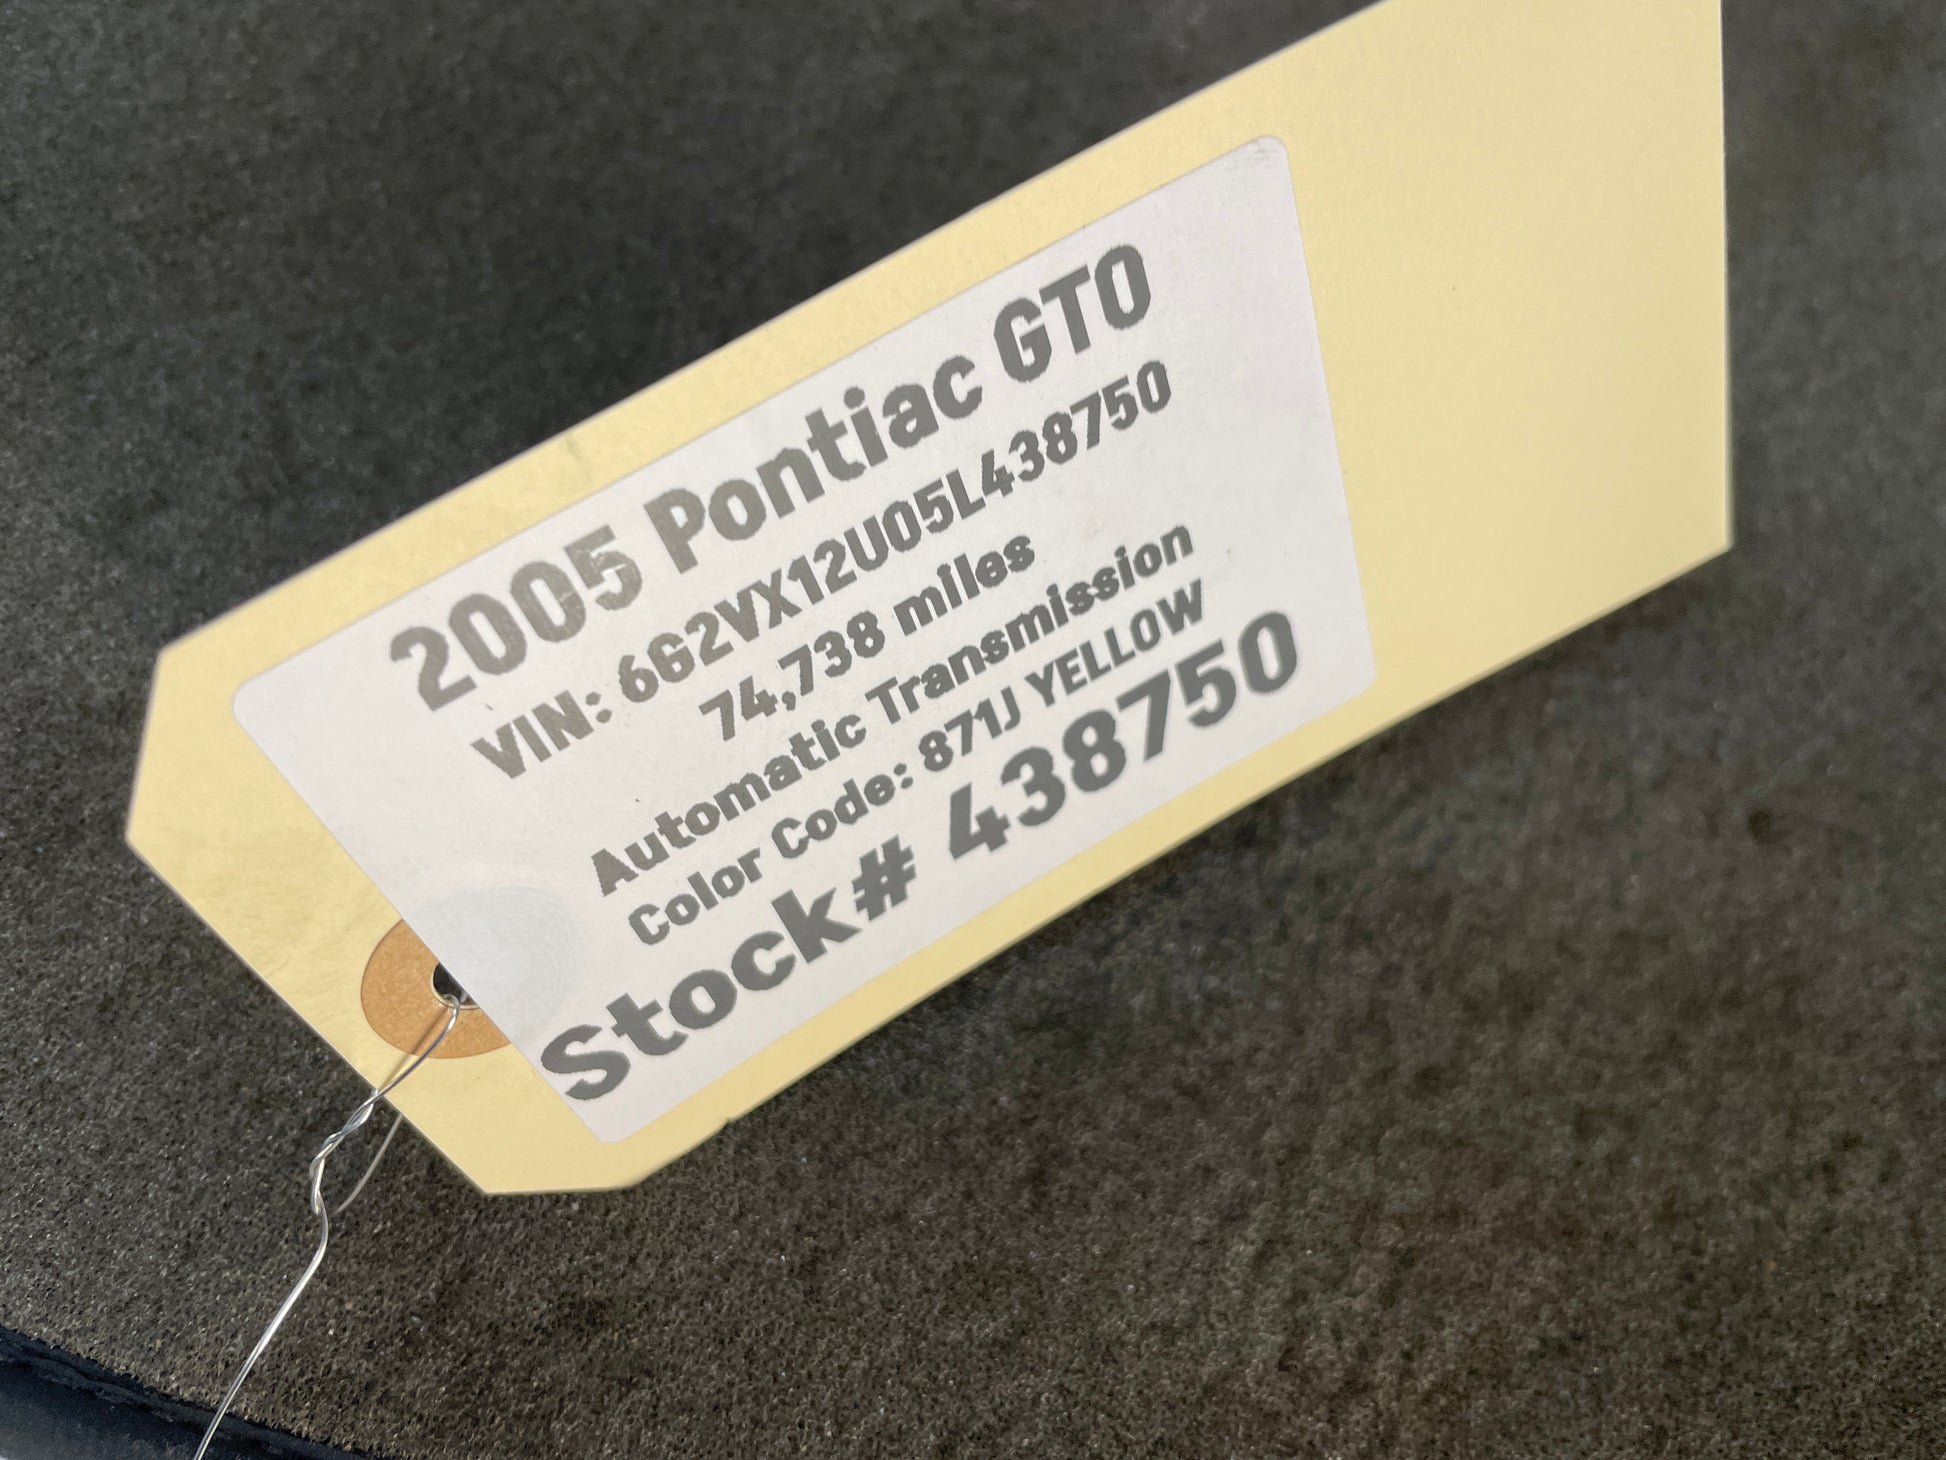 2005 Pontiac GTO
VIN: 6G2VX12U05L438750
74,738 miles
Automatic Transmission
Color Code: 871J YELLOW
Stock# 438750